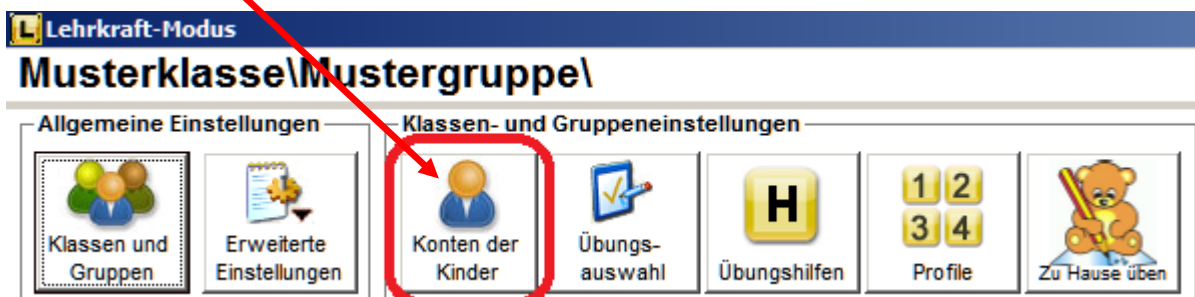 L Lehrkraft-Modus
Musterklasse\Mustergruppe\
Allgemeine Einstellungen
Klassen- und Gruppeneinstellungen
Klassen und
Gruppen
Erweiterte
Einstellungen
Konten der
Kinder
Übungs-
auswahl
H
Übungshilfen
1 2
3 4
Profile
Zu Hause üben